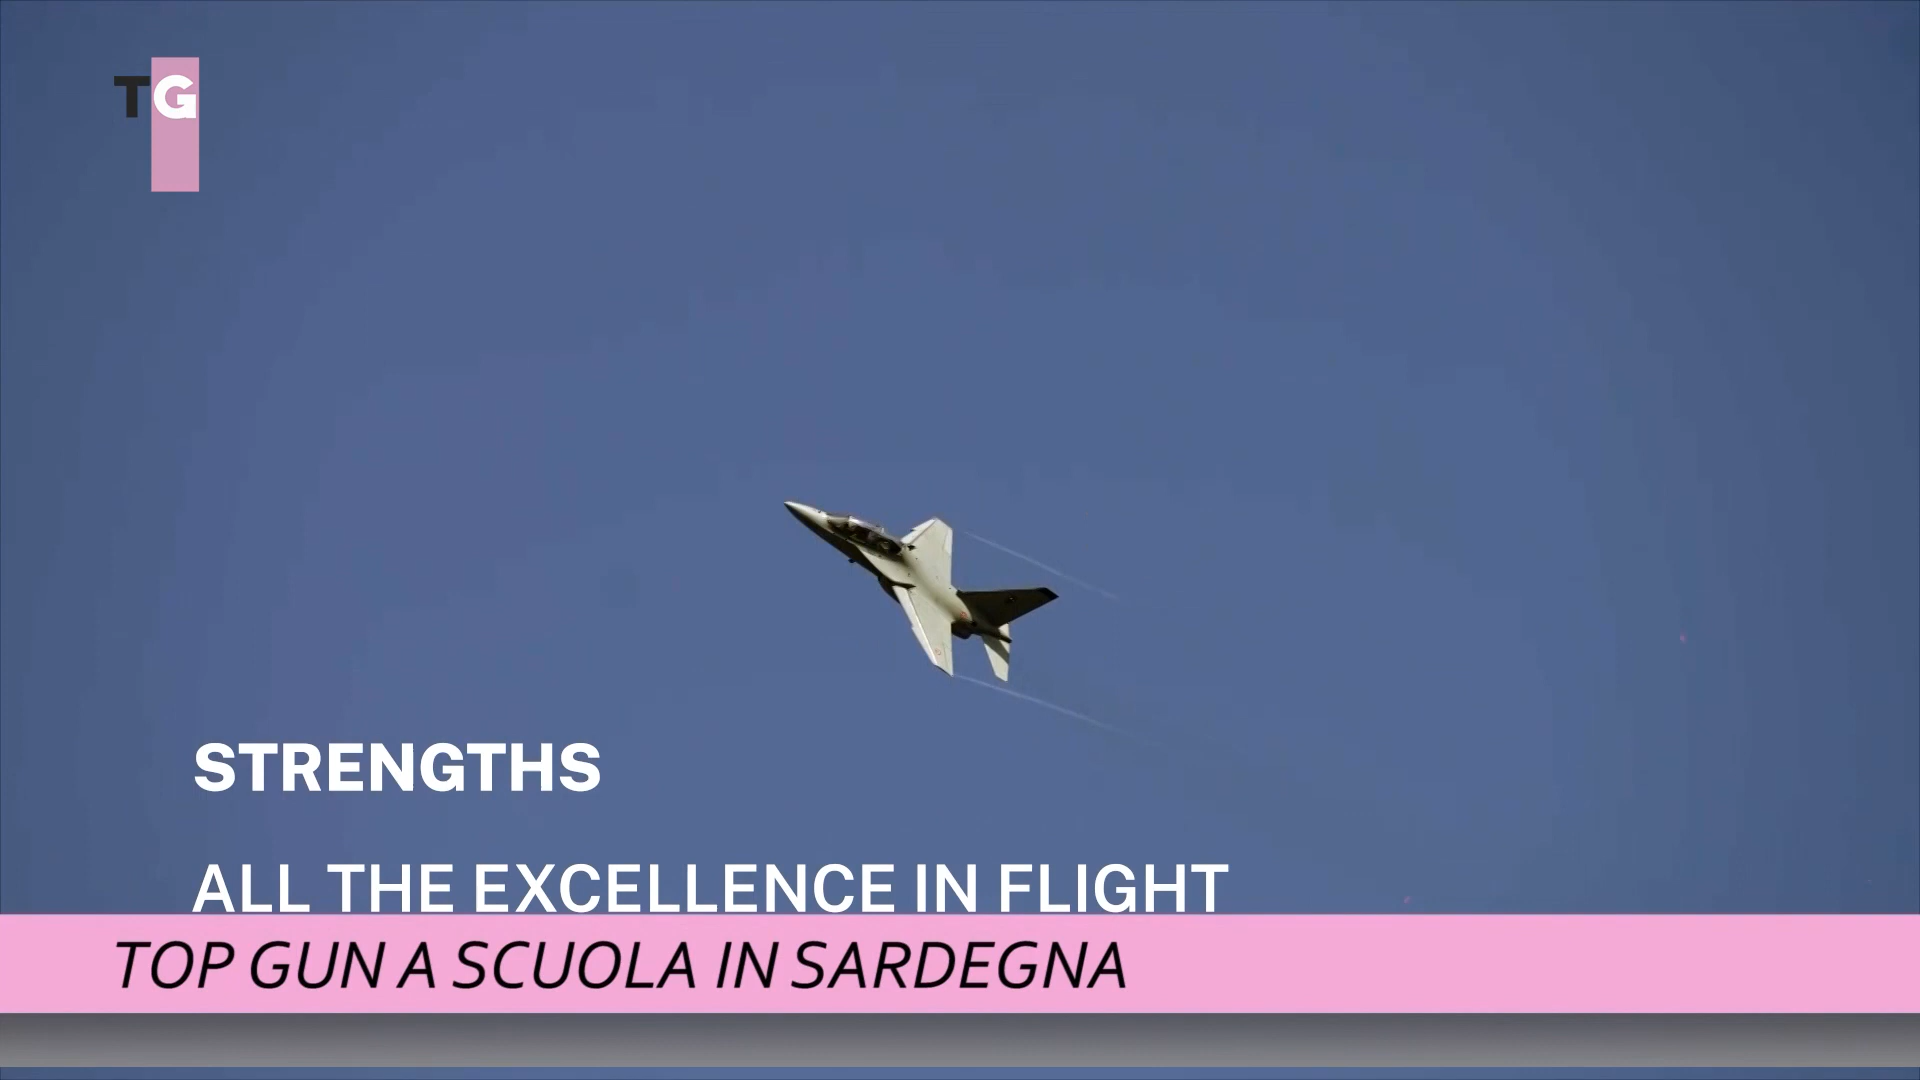 TG
STRENGTHS
ALL THE EXCELLENCE IN FLIGHT
TOP GUN A SCUOLA IN SARDEGNA